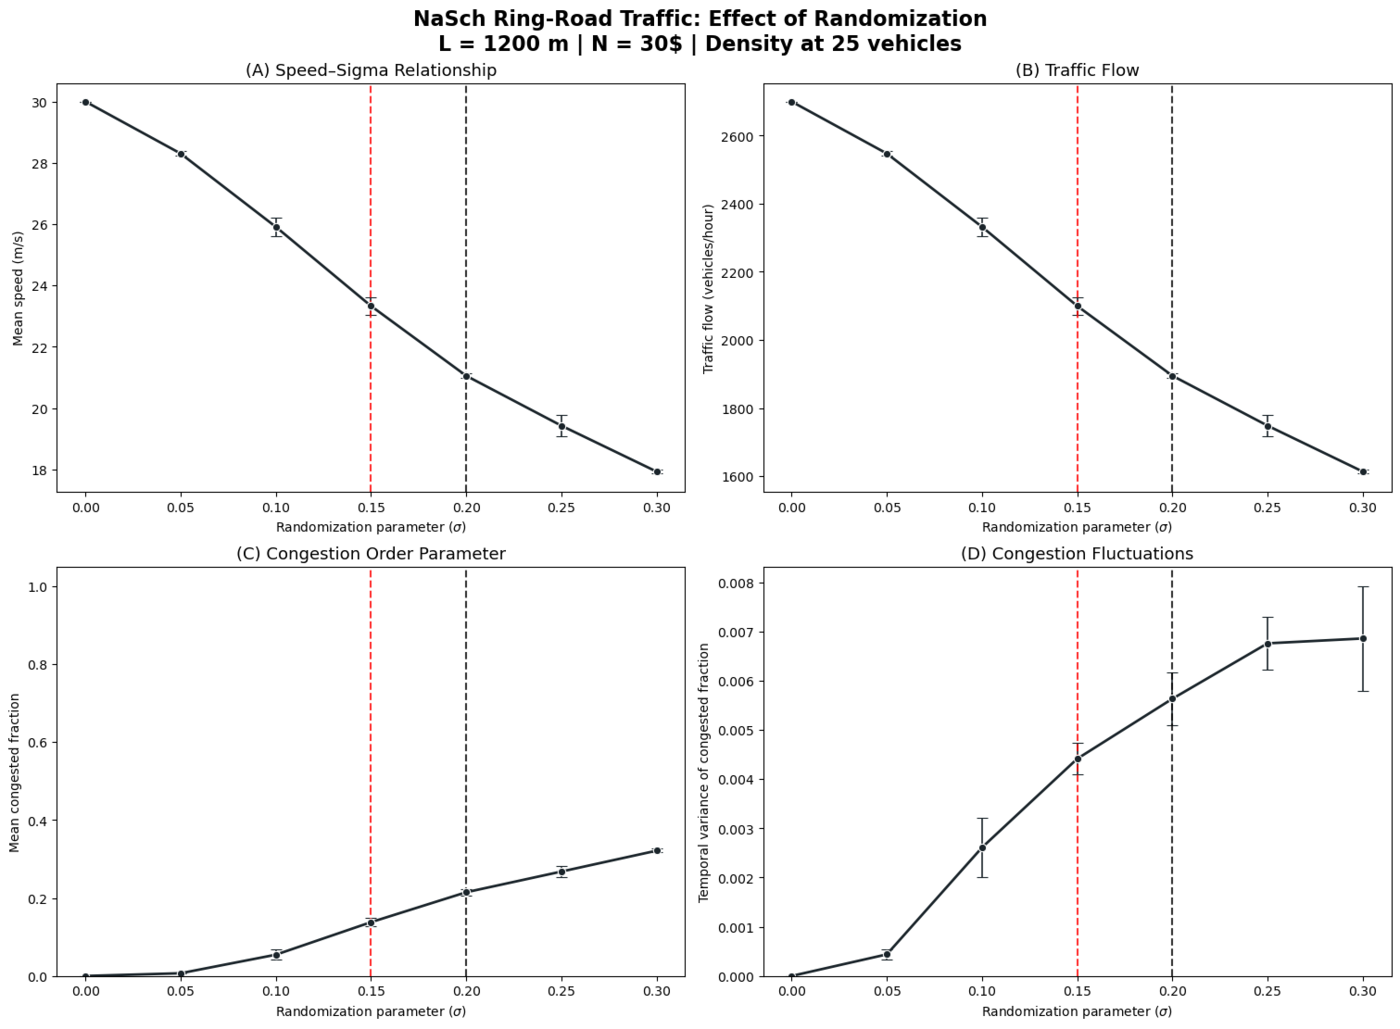 NaSch Ring-Road Traffic: Effect of Randomization
L = 1200 m | N = 30$ | Density at 25 vehicles
(A) Speed–Sigma Relationship
Mean speed (m/s)
30
28
26
24
22
20
18
0.00 0.05 0.10 0.15 0.20 0.25 0.30
Randomization parameter (σ)
(B) Traffic Flow
Traffic flow (vehicles/hour)
2600
2400
2200
2000
1800
1600
0.00 0.05 0.10 0.15 0.20 0.25 0.30
Randomization parameter (σ)
(C) Congestion Order Parameter
Mean congested fraction
1.0
0.8
0.6
0.4
0.2
0.0
0.00 0.05 0.10 0.15 0.20 0.25 0.30
Randomization parameter (σ)
(D) Congestion Fluctuations
Temporal variance of congested fraction
0.008
0.007
0.006
0.005
0.004
0.003
0.002
0.001
0.000
0.00 0.05 0.10 0.15 0.20 0.25 0.30
Randomization parameter (σ)